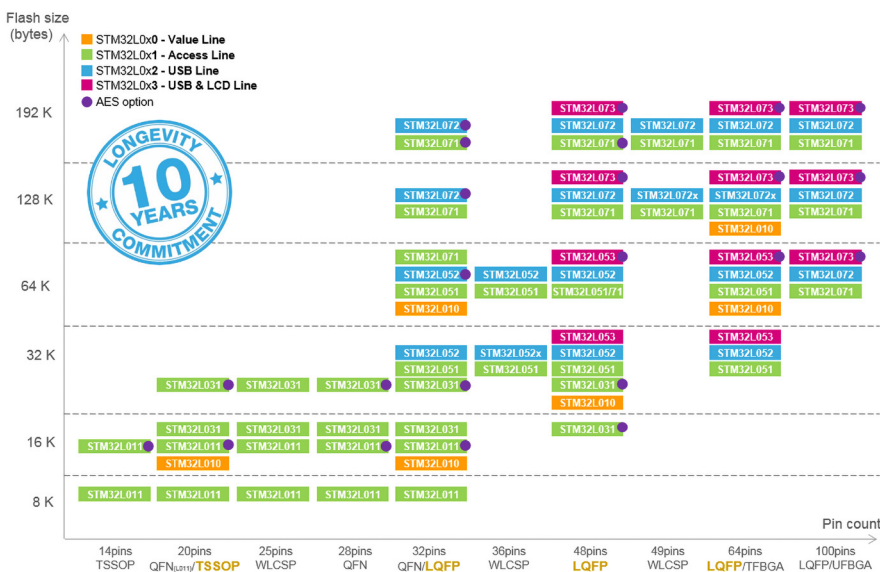 Flash size
(bytes)
STM32L0x0 - Value Line
STM32L0x1 - Access Line
STM32L0x2 - USB Line
STM32L0x3 - USB & LCD Line
AES option
LONGEVITY
10
YEARS
COMMITMENT
192 K
STM32L073 STM32L073 STM32L073
STM32L072 STM32L072 STM32L072 STM32L072 STM32L072
STM32L071 STM32L071 STM32L071 STM32L071 STM32L071
128 K
STM32L073 STM32L073 STM32L073
STM32L072 STM32L072 STM32L072x STM32L072x STM32L072
STM32L071 STM32L071 STM32L071 STM32L071 STM32L071
STM32L010
64 K
STM32L071 STM32L053 STM32L053 STM32L073
STM32L052 STM32L052 STM32L052 STM32L052 STM32L072
STM32L051 STM32L051 STM32L051/71 STM32L051 STM32L071
STM32L010 STM32L010
32 K
STM32L053 STM32L053
STM32L052 STM32L052x STM32L052 STM32L052
STM32L051 STM32L051 STM32L051 STM32L051
STM32L031 STM32L031 STM32L031 STM32L031 STM32L031
STM32L010
16 K
STM32L031 STM32L031 STM32L031 STM32L031 STM32L031
STM32L011 STM32L011 STM32L011 STM32L011 STM32L011
STM32L010 STM32L010
8 K
STM32L011 STM32L011 STM32L011 STM32L011 STM32L011
Pin count
14pins 20pins 25pins 28pins 32pins 36pins 48pins 49pins 64pins 100pins
TSSOP QFN(L011)/TSSOP WLCSP QFN QFN/LQFP WLCSP LQFP WLCSP LQFP/TFBGA LQFP/UFBGA